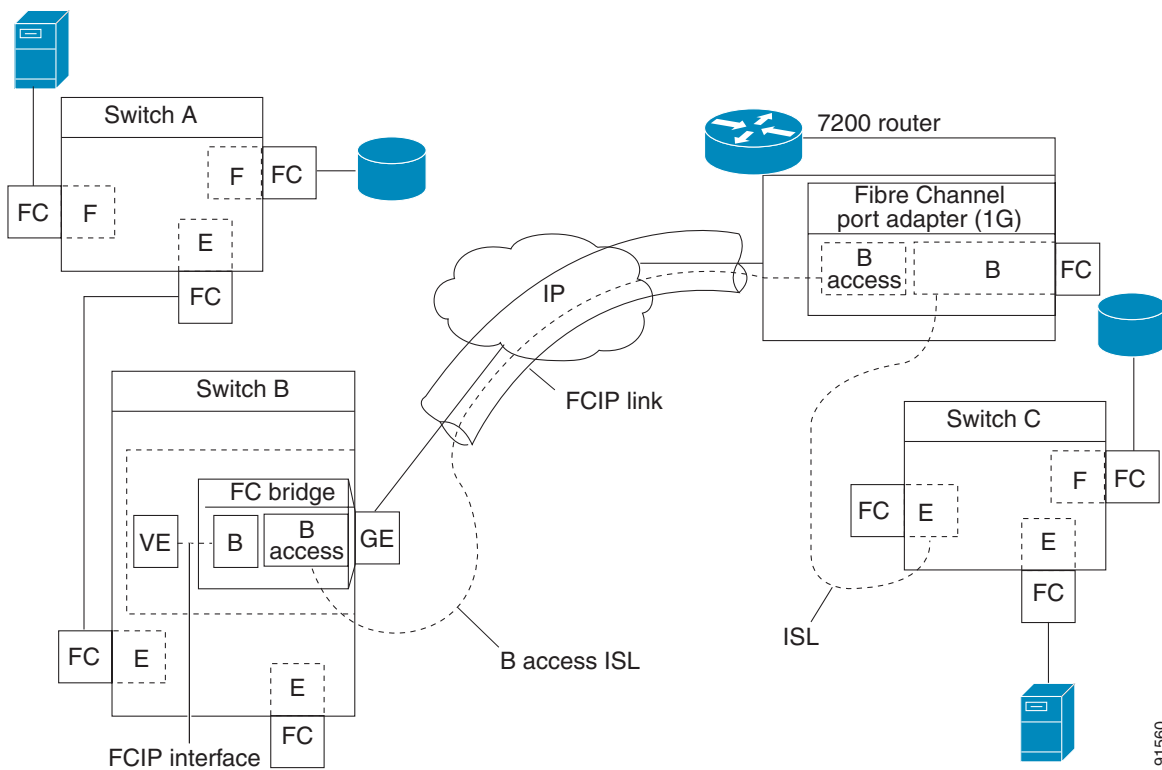 Switch A
F
FC
FC
F
E
FC
7200 router
Fibre Channel
port adapter (1G)
B
access
B
FC
IP
FCIP link
Switch B
FC bridge
VE
B
B
access
GE
FC
E
E
FC
FCIP interface
B access ISL
Switch C
F
FC
FC
E
E
FC
ISL
91560